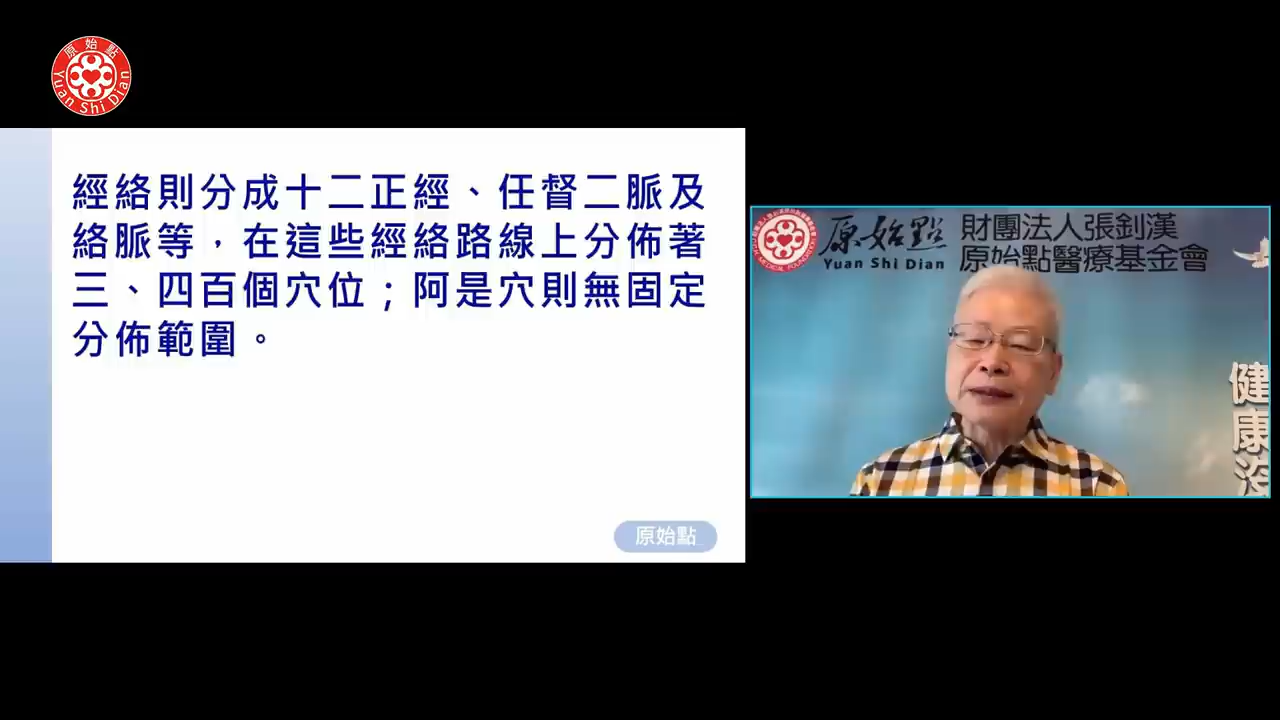 原始點
Yuan Shi Dian
經絡則分成十二正經、任督二脈及
絡脈等，在這些經絡路線上分佈著
三、四百個穴位；阿是穴則無固定
分佈範圍。
原始點
原始點
Yuan Shi Dian
財團法人張釗漢
原始點醫療基金會
健康沒